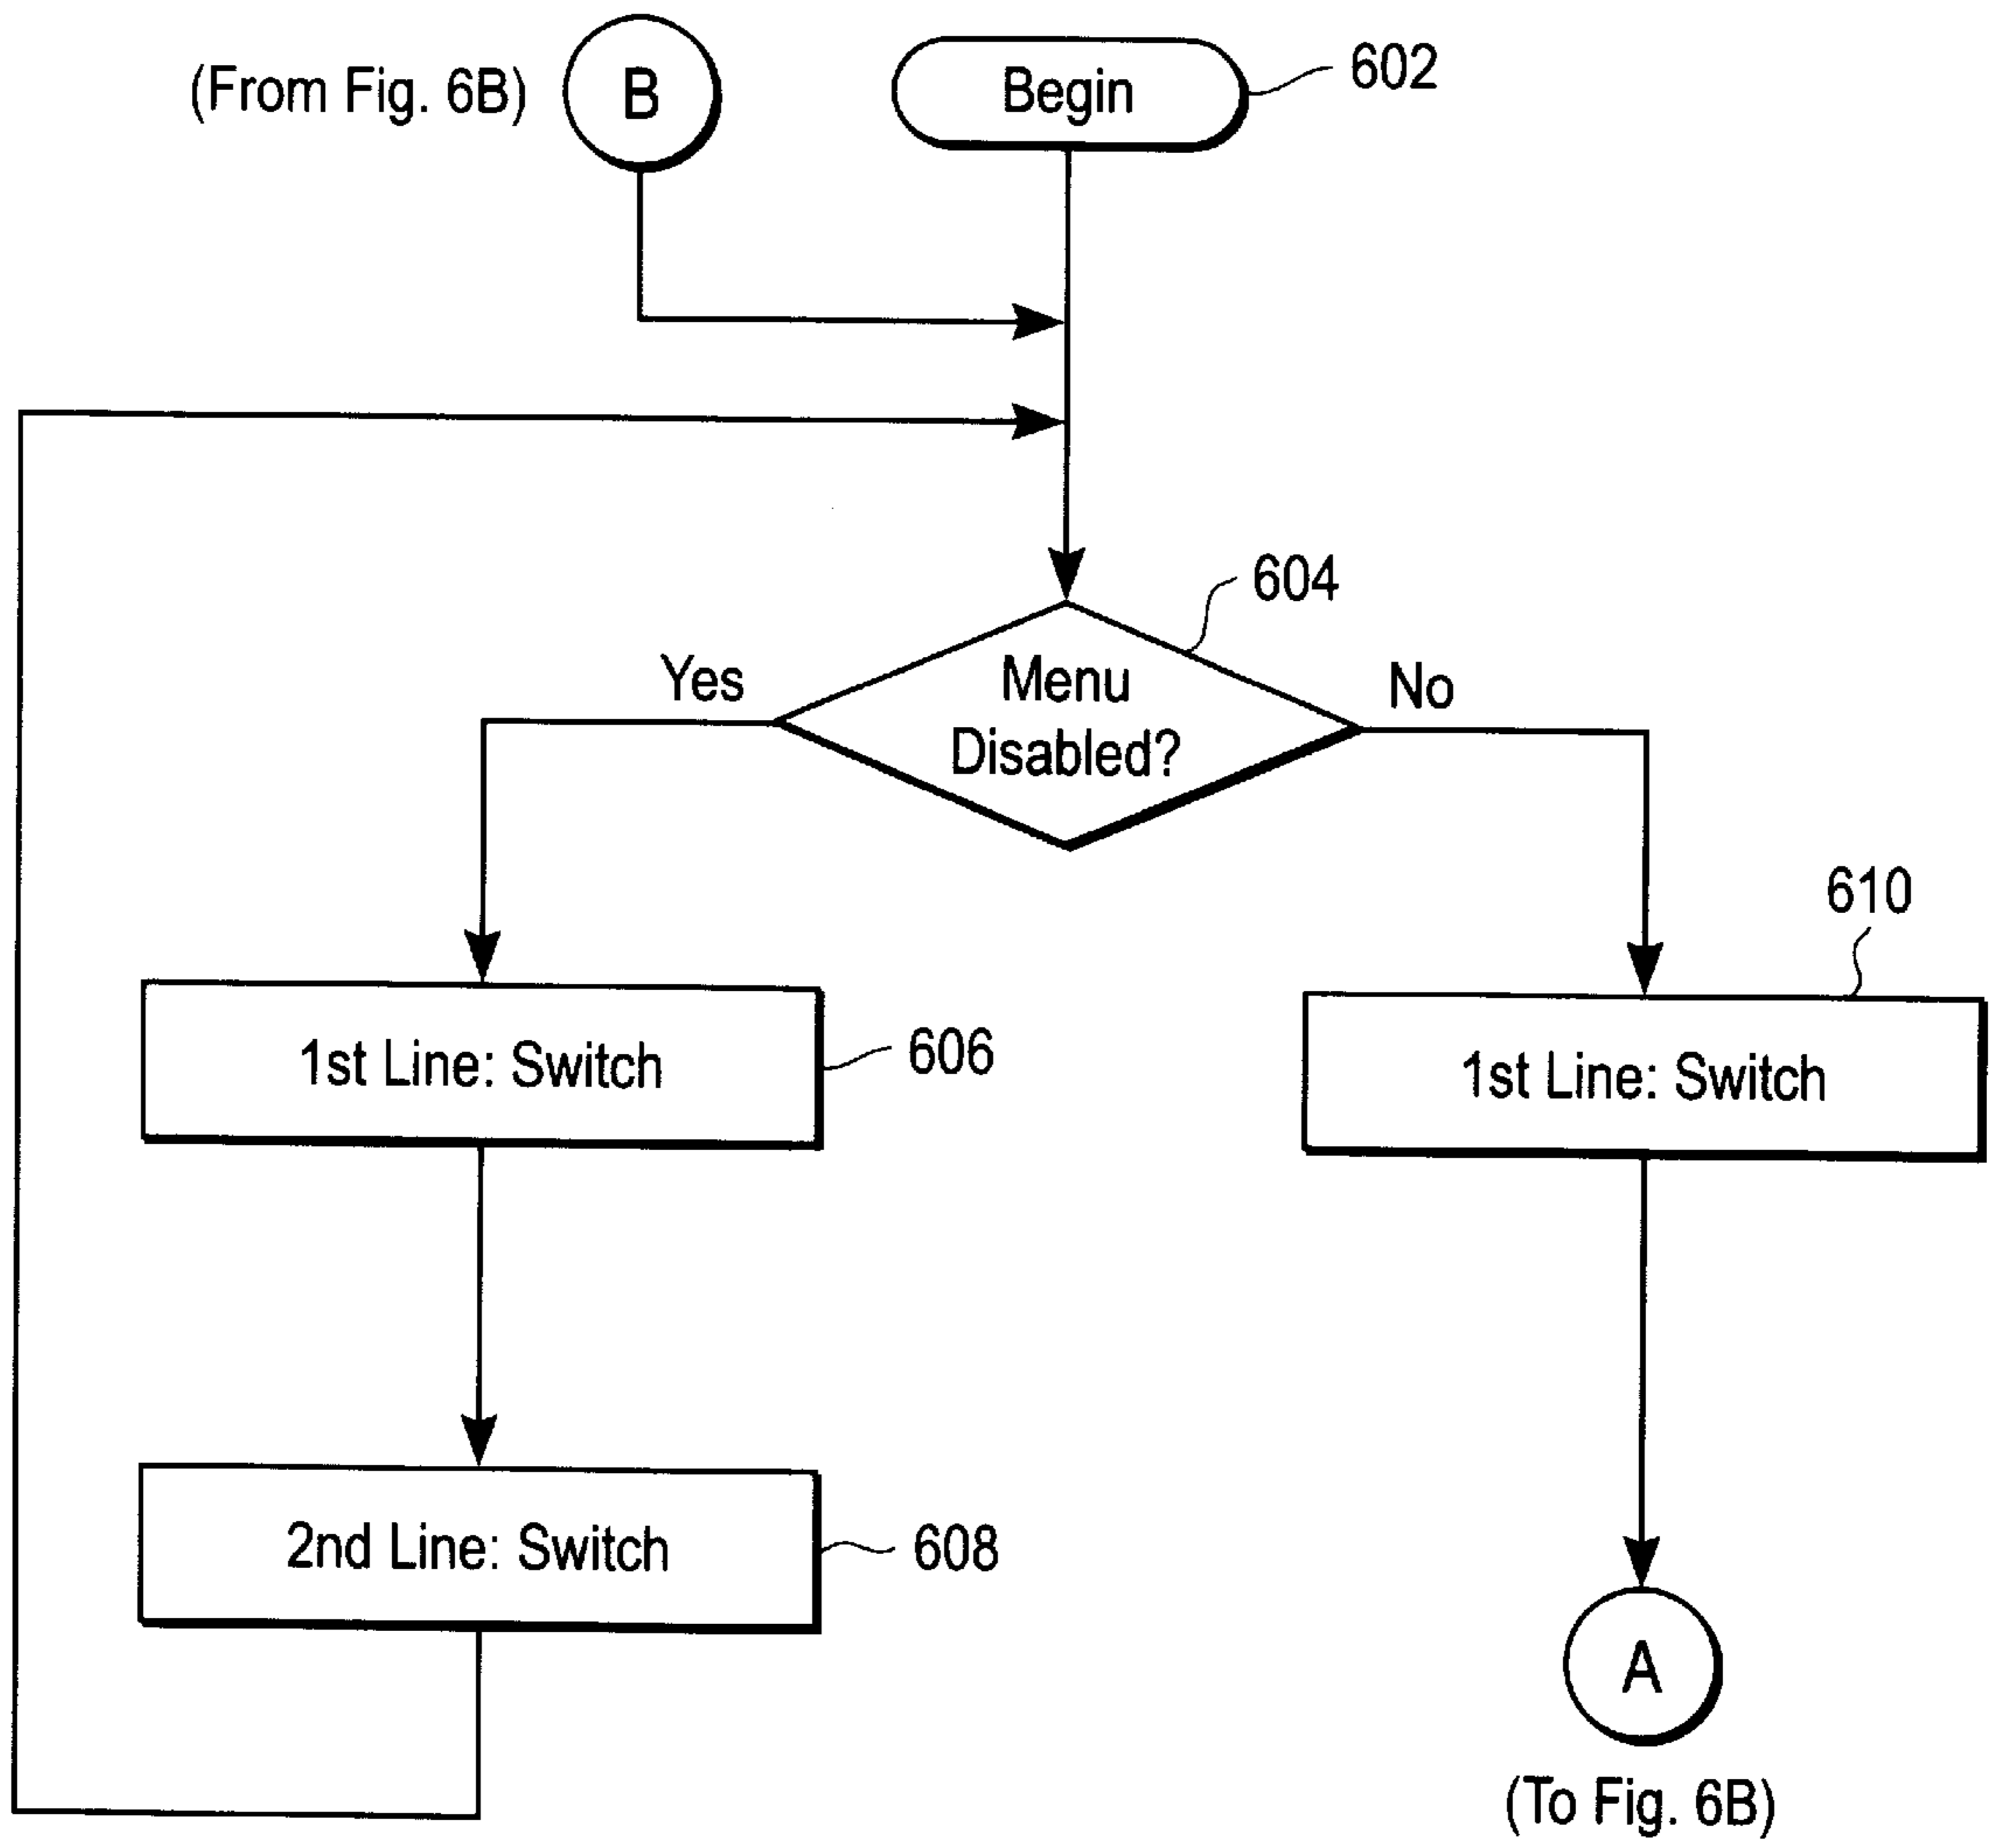 (From Fig. 6B)
B
Begin
602
604
Yes
Menu
Disabled?
No
610
1st Line: Switch
606
1st Line: Switch
2nd Line: Switch
608
A
(To Fig. 6B)